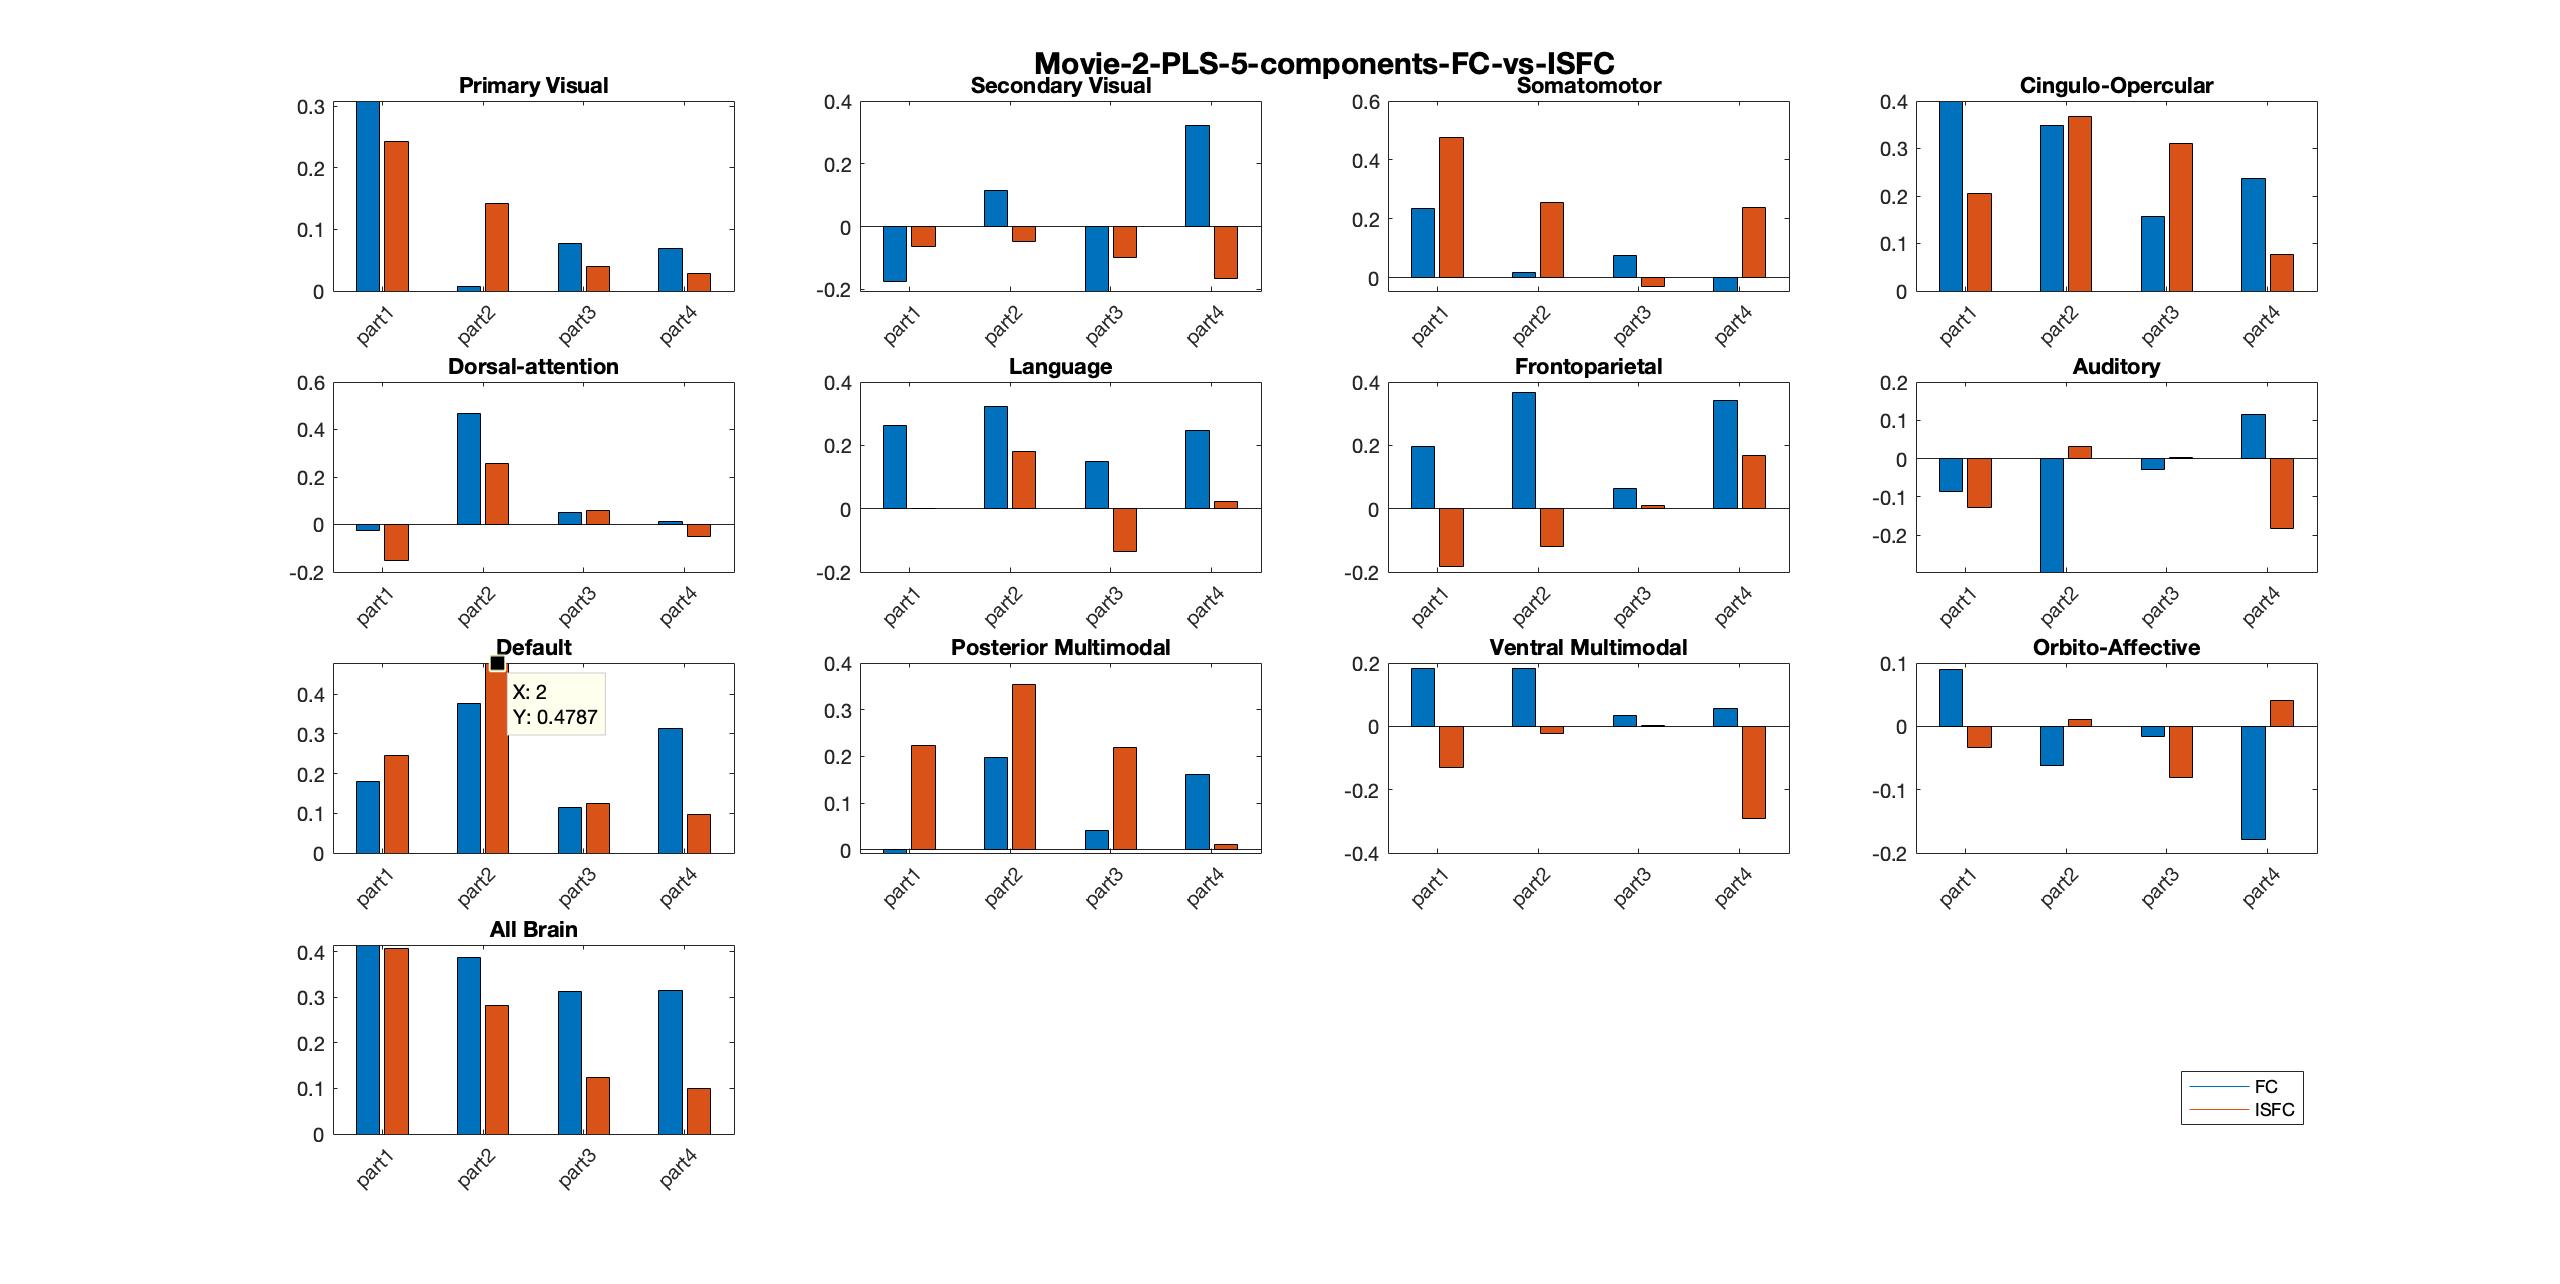 Movie-2-PLS-5-components-FC-vs-ISFC
Primary Visual
0.3
0.2
0.1
0
part1 part2 part3 part4
Secondary Visual
0.4
0.2
0
-0.2
part1 part2 part3 part4
Somatomotor
0.6
0.4
0.2
0
part1 part2 part3 part4
Cingulo-Opercular
0.4
0.3
0.2
0.1
0
part1 part2 part3 part4
Dorsal-attention
0.6
0.4
0.2
0
-0.2
part1 part2 part3 part4
Language
0.4
0.2
0
-0.2
part1 part2 part3 part4
Frontoparietal
0.4
0.2
0
-0.2
part1 part2 part3 part4
Auditory
0.2
0.1
0
-0.1
-0.2
part1 part2 part3 part4
Default
0.4
0.3
0.2
0.1
0
X: 2
Y: 0.4787
part1 part2 part3 part4
Posterior Multimodal
0.4
0.3
0.2
0.1
0
part1 part2 part3 part4
Ventral Multimodal
0.2
0
-0.2
-0.4
part1 part2 part3 part4
Orbito-Affective
0.1
0
-0.1
-0.2
part1 part2 part3 part4
All Brain
0.4
0.3
0.2
0.1
0
part1 part2 part3 part4
FC
ISFC